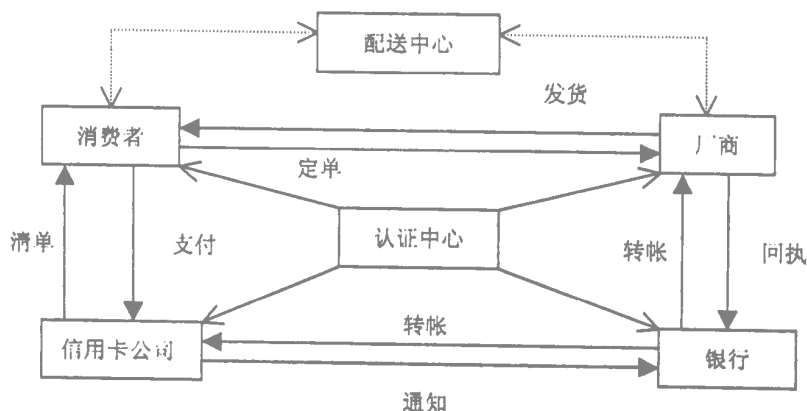 配送中心
发货
消费者
厂商
定单
清单
支付
认证中心
转帐
回执
转帐
信用卡公司
银行
通知